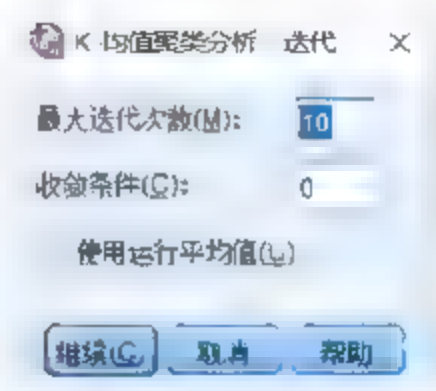 K 均值聚类分析 迭代
最大迭代次数(M): 10
收敛条件(C): 0
使用运行平均值(U)
继续(C) 取消 帮助